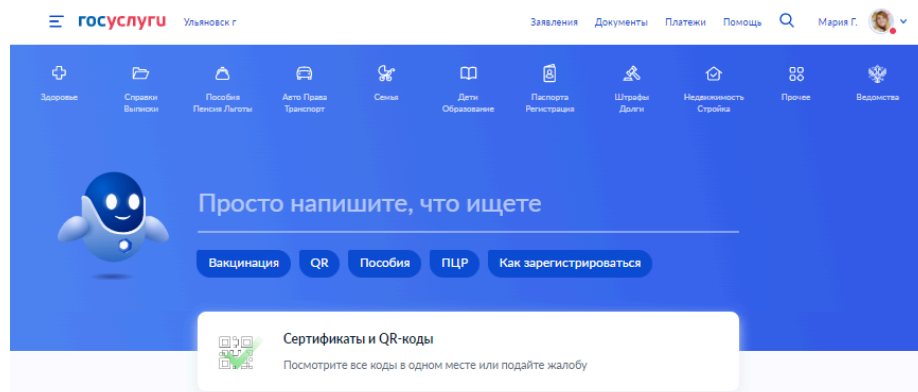 госуслуги Ульяновск г Заявления Документы Платежи Помощь Мария Г.
Здоровье
Справки
Выписки
Пособия
Пенсия Льготы
Авто Права
Транспорт
Семья
Дети
Образование
Паспорта
Регистрация
Штрафы
Долги
Недвижимость
Стройка
Прочее
Ведомства
Просто напишите, что ищете
Вакцинация QR Пособия ПЦР Как зарегистрироваться
Сертификаты и QR-коды
Посмотрите все коды в одном месте или подайте жалобу